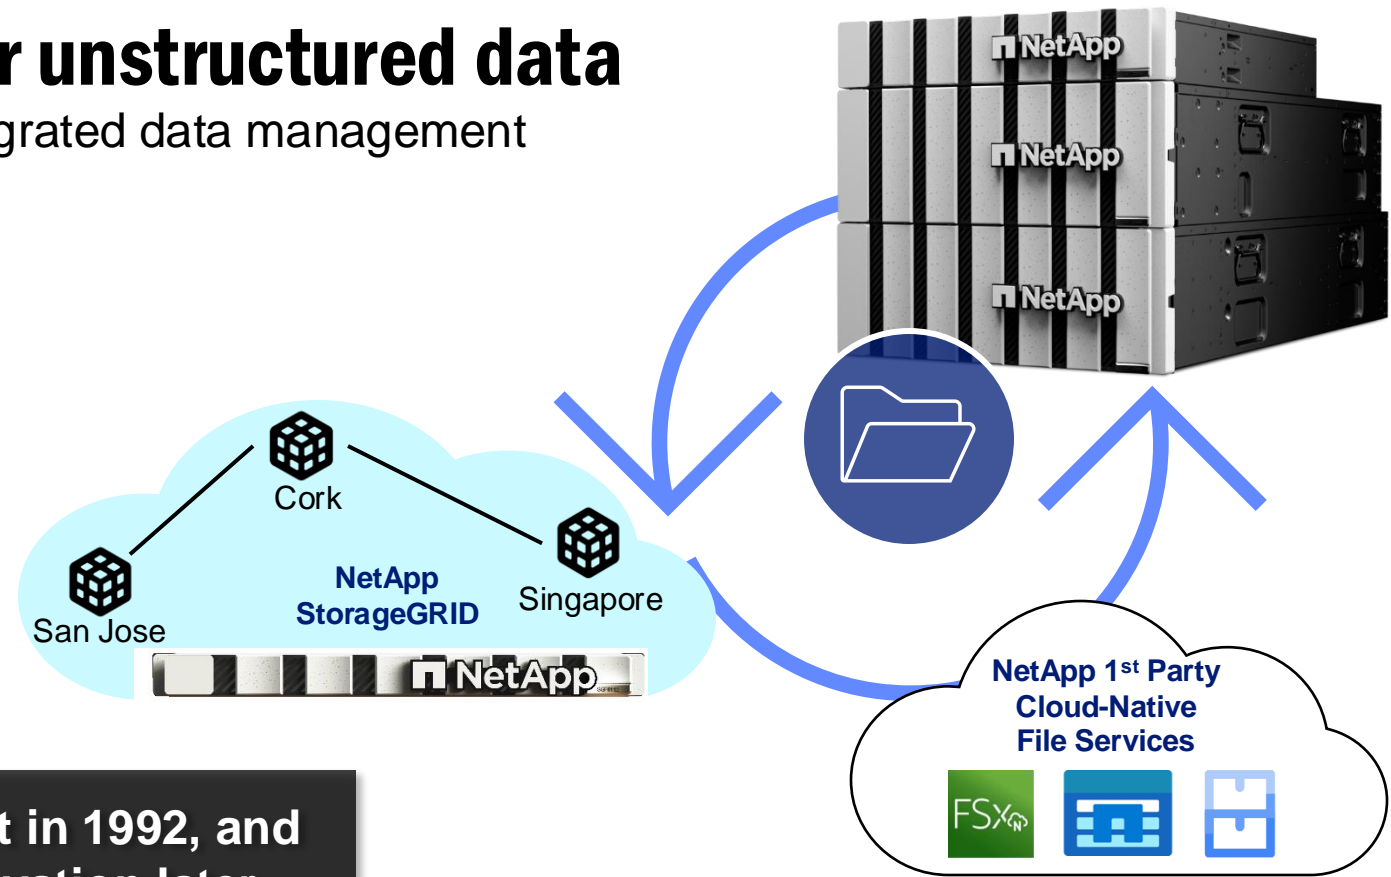 r unstructured data
grated data management
NetApp
NetApp
NetApp
Cork
San Jose
Singapore
NetApp
StorageGRID
NetApp
NetApp 1st Party
Cloud-Native
File Services
FSx
N
t in 1992, and